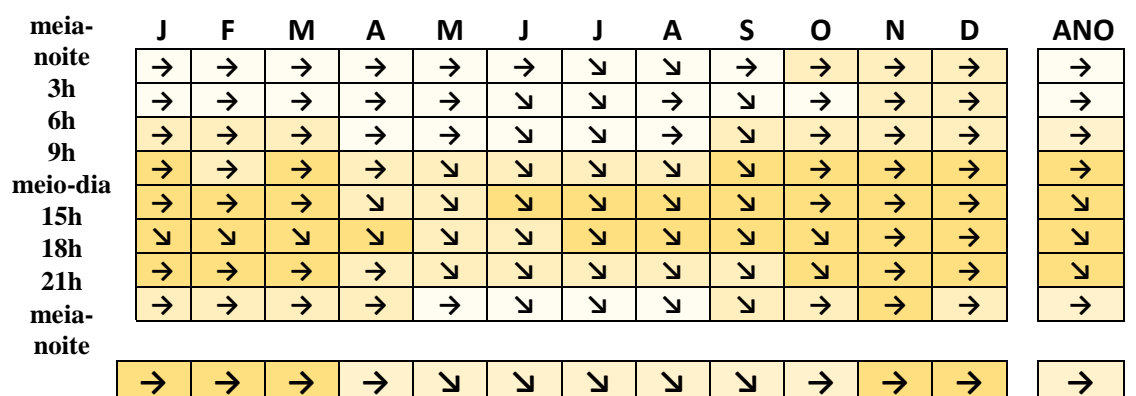 J F M A M J J A S O N D ANO
meia-
noite
→ → → → → → ↘ ↘ → → → → →
3h
→ → → → → ↘ ↘ → ↘ → → → →
6h
→ → → → → ↘ ↘ → ↘ → → → →
9h
→ → → → ↘ ↘ ↘ ↘ ↘ → → → →
meio-dia
→ → → ↘ ↘ ↘ ↘ ↘ ↘ → → → ↘
15h
↘ ↘ ↘ ↘ ↘ ↘ ↘ ↘ ↘ ↘ → → ↘
18h
→ → → → ↘ ↘ ↘ ↘ ↘ ↘ → → ↘
21h
→ → → → → ↘ ↘ ↘ ↘ → → → →
meia-
noite
→ → → → ↘ ↘ ↘ ↘ ↘ → → → →